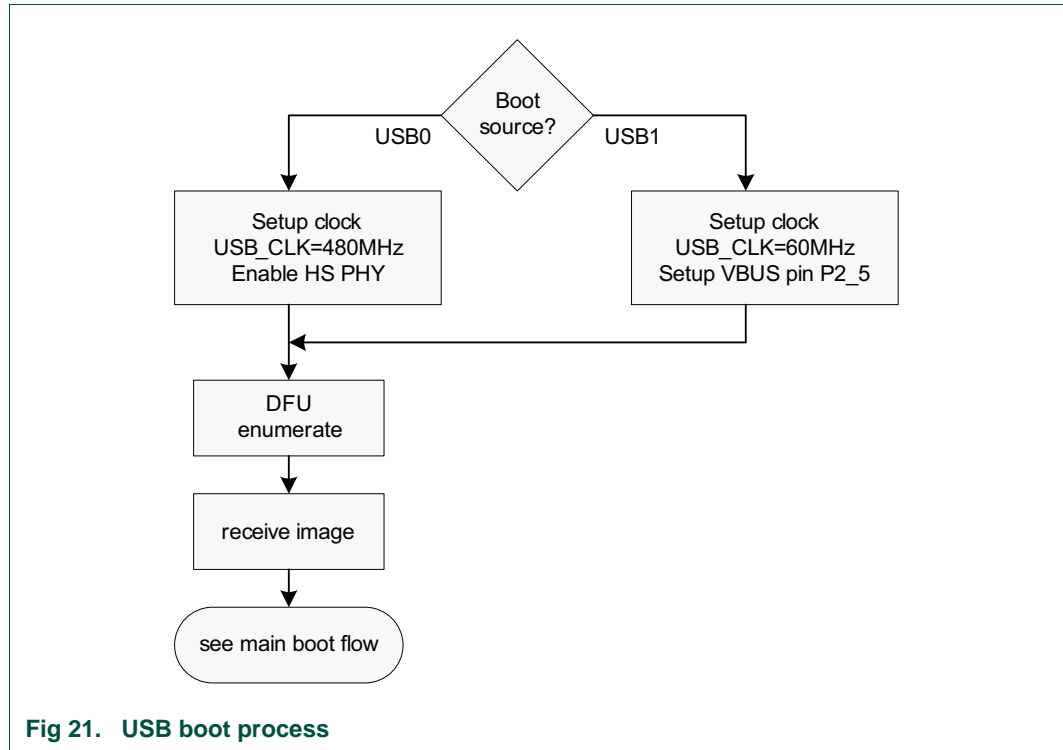 Boot
source?
USB0
USB1
Setup clock
USB_CLK=480MHz
Enable HS PHY
Setup clock
USB_CLK=60MHz
Setup VBUS pin P2_5
DFU
enumerate
receive image
see main boot flow
Fig 21. USB boot process